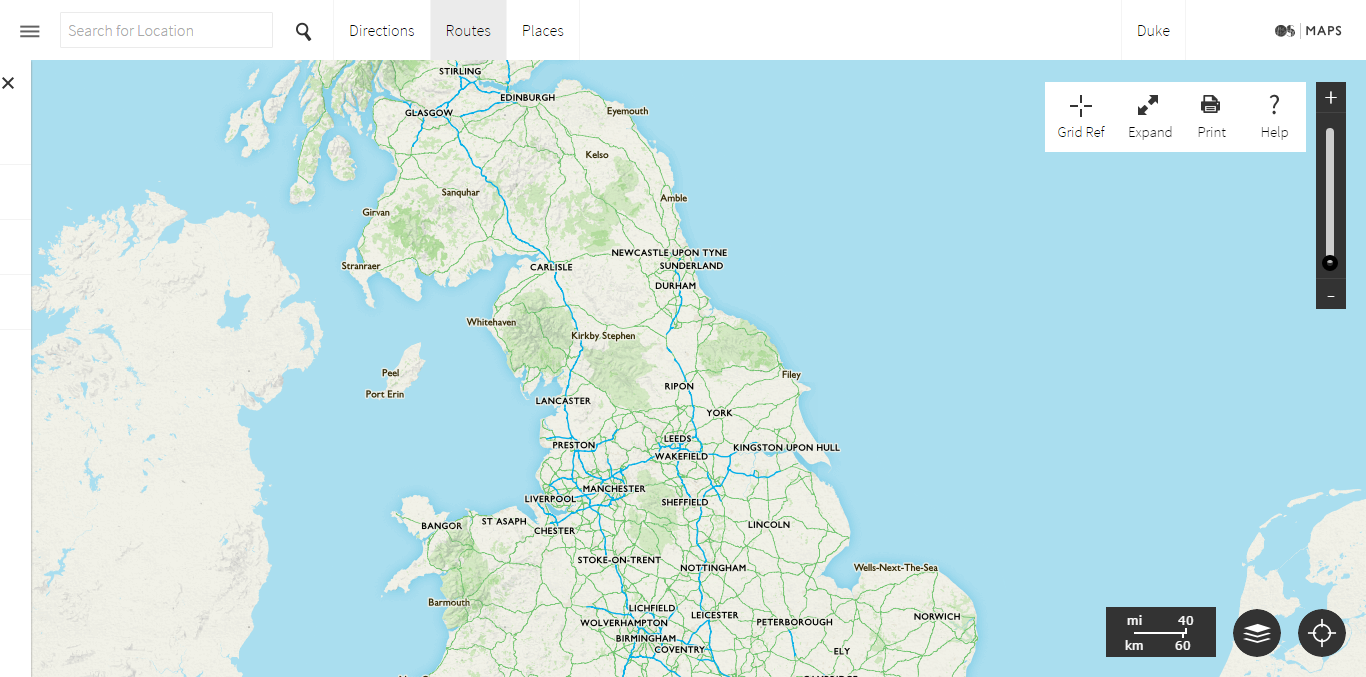 Search for Location
Directions
Routes
Places
Duke
OS MAPS
Grid Ref
Expand
Print
Help
+
-
STIRLING
EDINBURGH
GLASGOW
Eyemouth
Kelso
Sanquhar
Amble
Girvan
NEWCASTLE UPON TYNE
Stranraer
CARLISLE
SUNDERLAND
DURHAM
Whitehaven
Kirkby Stephen
Peel
Filey
Port Erin
RIPON
LANCASTER
YORK
LEEDS
PRESTON
KINGSTON UPON HULL
WAKEFIELD
MANCHESTER
LIVERPOOL
SHEFFIELD
BANGOR
ST ASAPH
CHESTER
LINCOLN
STOKE-ON-TRENT
NOTTINGHAM
Wells-Next-The-Sea
Barmouth
LICHFIELD
LEICESTER
NORWICH
WOLVERHAMPTON
PETERBOROUGH
BIRMINGHAM
COVENTRY
ELY
mi 40
km 60